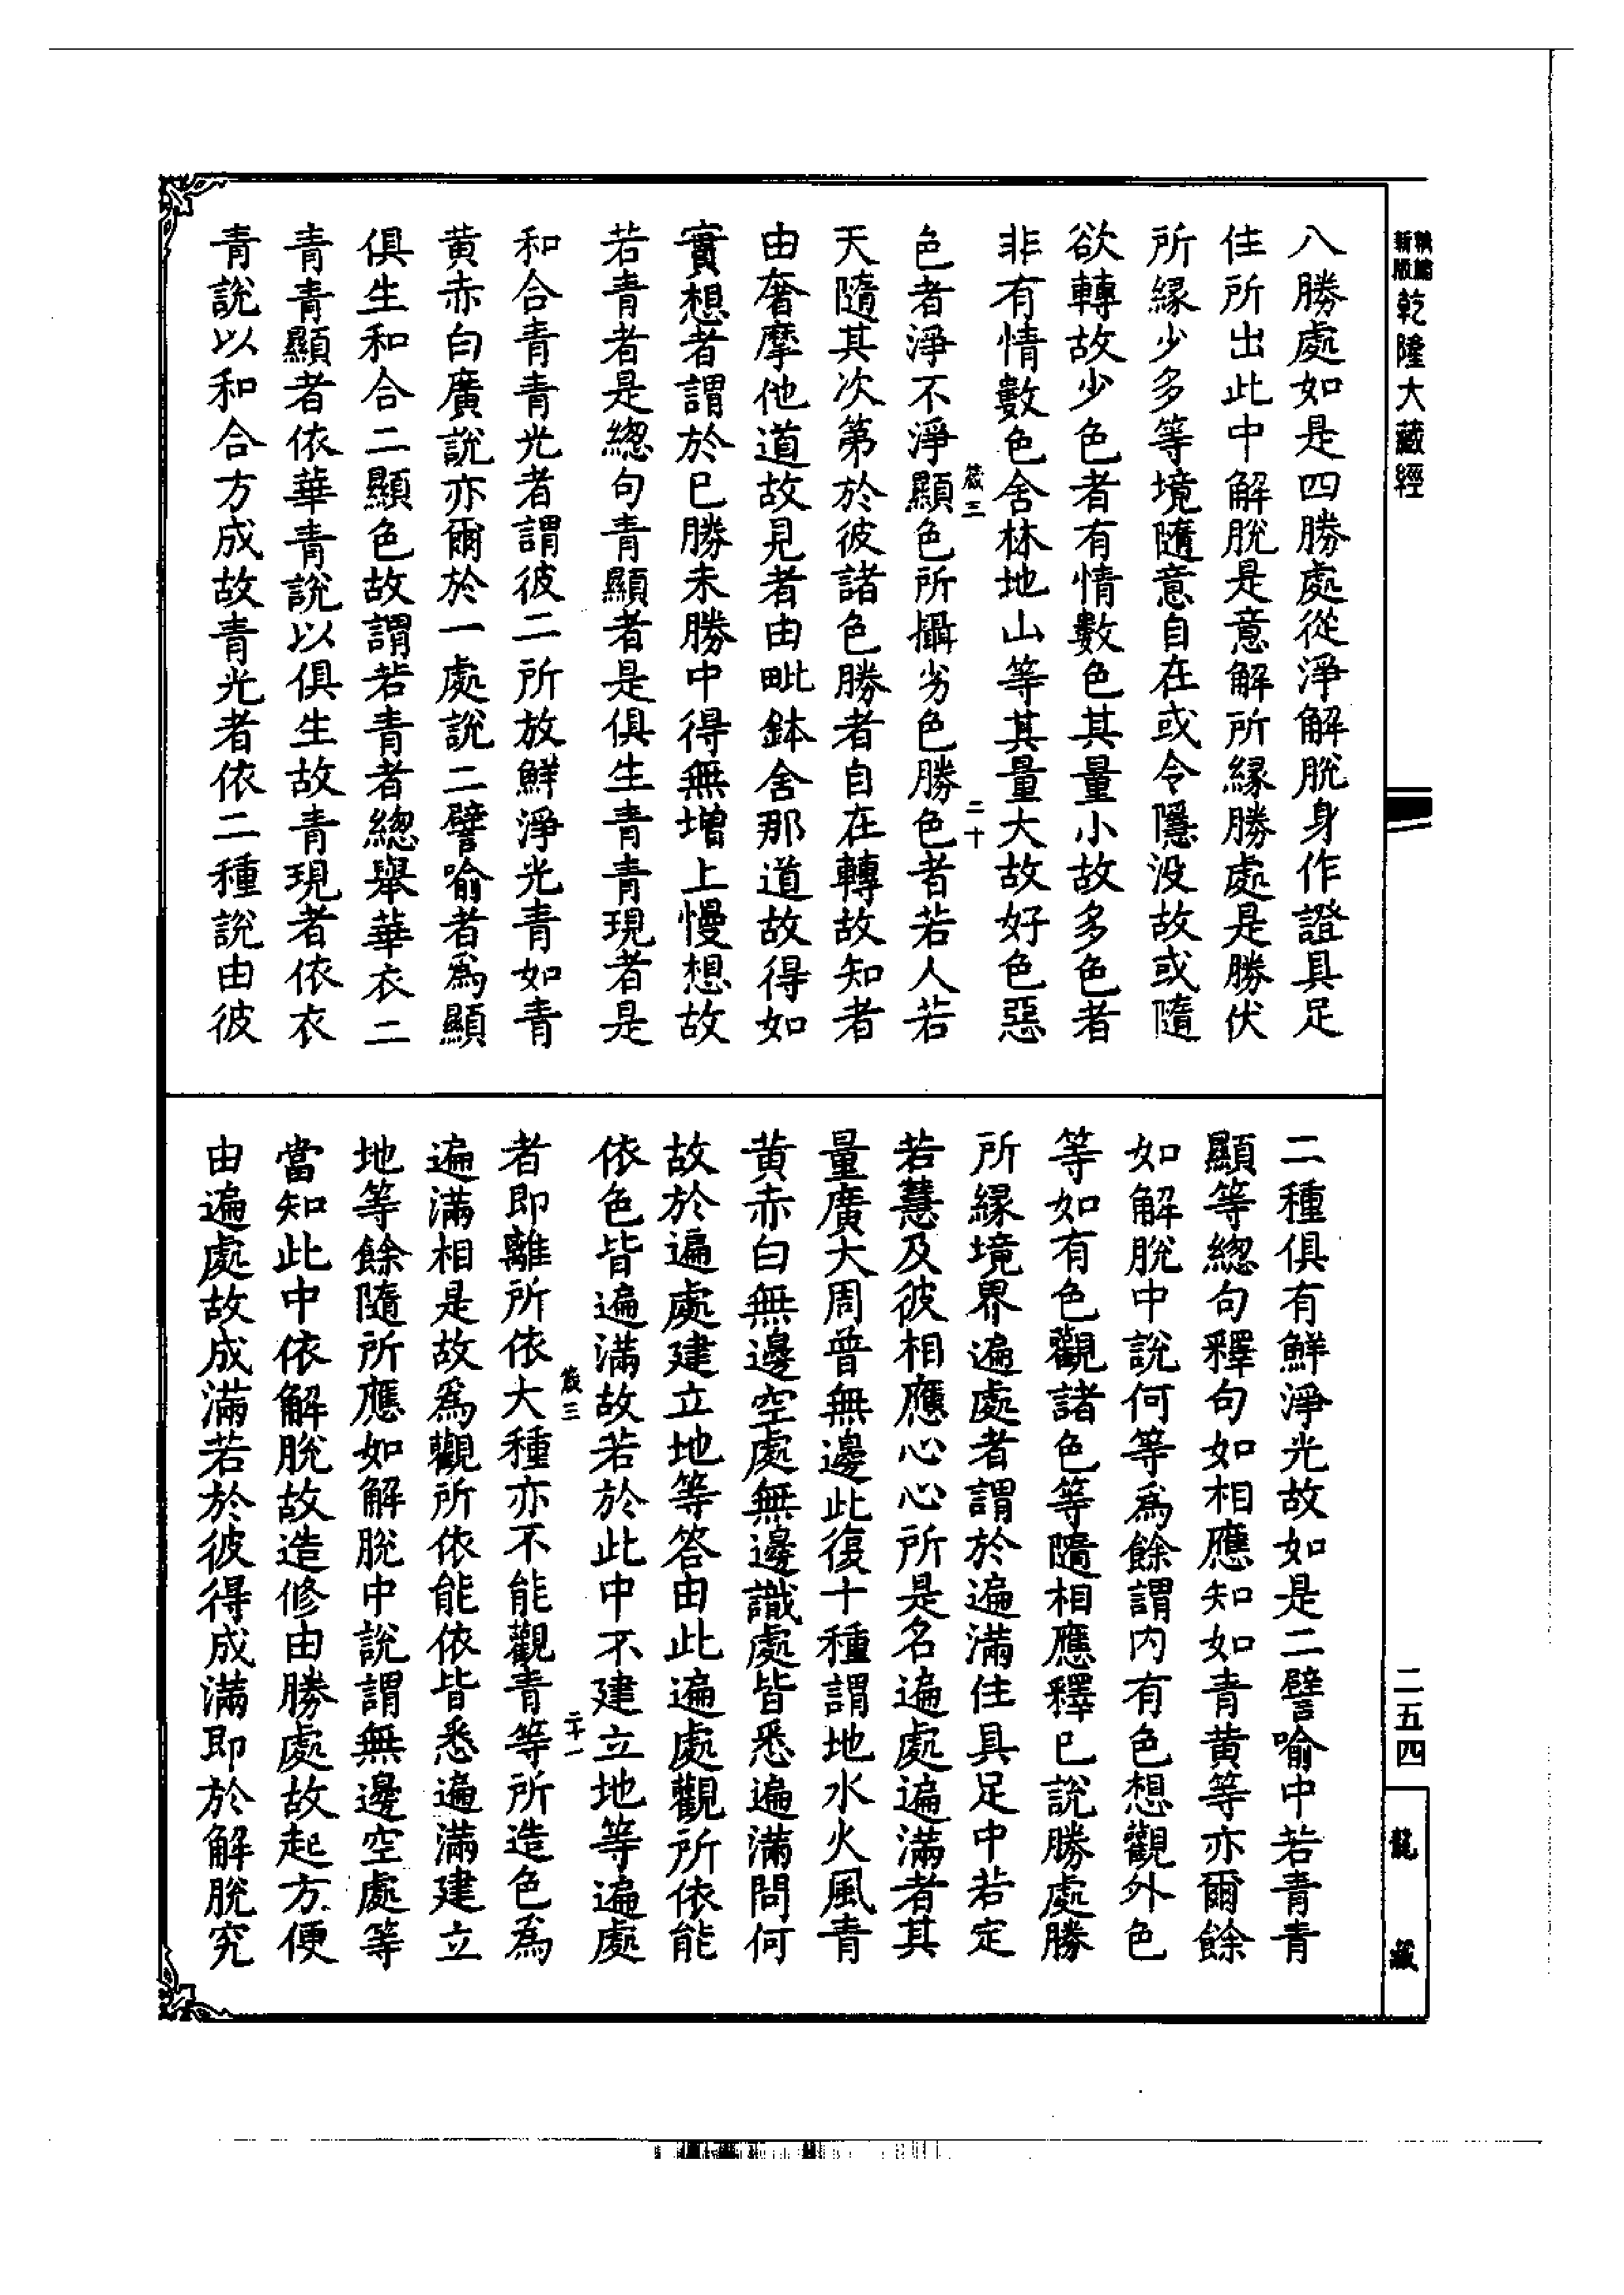 新版乾隆大藏經
八勝處如是四勝處從淨解脫身作證具足
住所出此中解脫是意解所緣勝處是勝伏
所緣少多等境隨意自在或令隱没故或隨
欲轉故少色者有情數色其量小故多色者
非有情數色舍林地山等其量大故好色惡
箴三
二十
色者淨不淨顯色所攝劣色勝色者若人若
天隨其次第於彼諸色勝者自在轉故知者
由奢摩他道故見者由毗鉢舍那道故得如
實想者謂於已勝未勝中得無增上慢想故
若青者是總句青顯者是俱生青青現者是
和合青青光者謂彼二所放鮮淨光青如青
黄赤白廣說亦爾於一處說二譬喻者為顯
俱生和合二顯色故謂若青者總舉華衣二
青青顯者依華青說以俱生故青現者依衣
青說以和合方成故青光者依二種說由彼
二種俱有鮮淨光故如是二譬喻中若青青
顯等總句釋句如相應知如青黄等亦爾餘
如解脫中說何等為餘謂内有色想觀外色
等如有色觀諸色等隨相應釋已說勝處勝
所緣境界遍處者謂於遍滿住具足中若定
若慧及彼相應心心所是名遍處遍滿者其
量廣大周普無邊此復十種謂地水火風青
黄赤白無邊空處無邊識處皆悉遍滿問何
故於遍處建立地等答由此遍處觀所依能
依色皆遍滿故若於此中不建立地等遍處
箴三
二十一
者即離所依大種亦不能觀青等所造色為
遍滿相是故為觀所依能依皆悉遍滿建立
地等餘隨所應如解脫中說謂無邊空處等
當知此中依解脫故造修由勝處故起方便
由遍處故成滿若於彼得成滿即於解脫究
二五四
龍藏